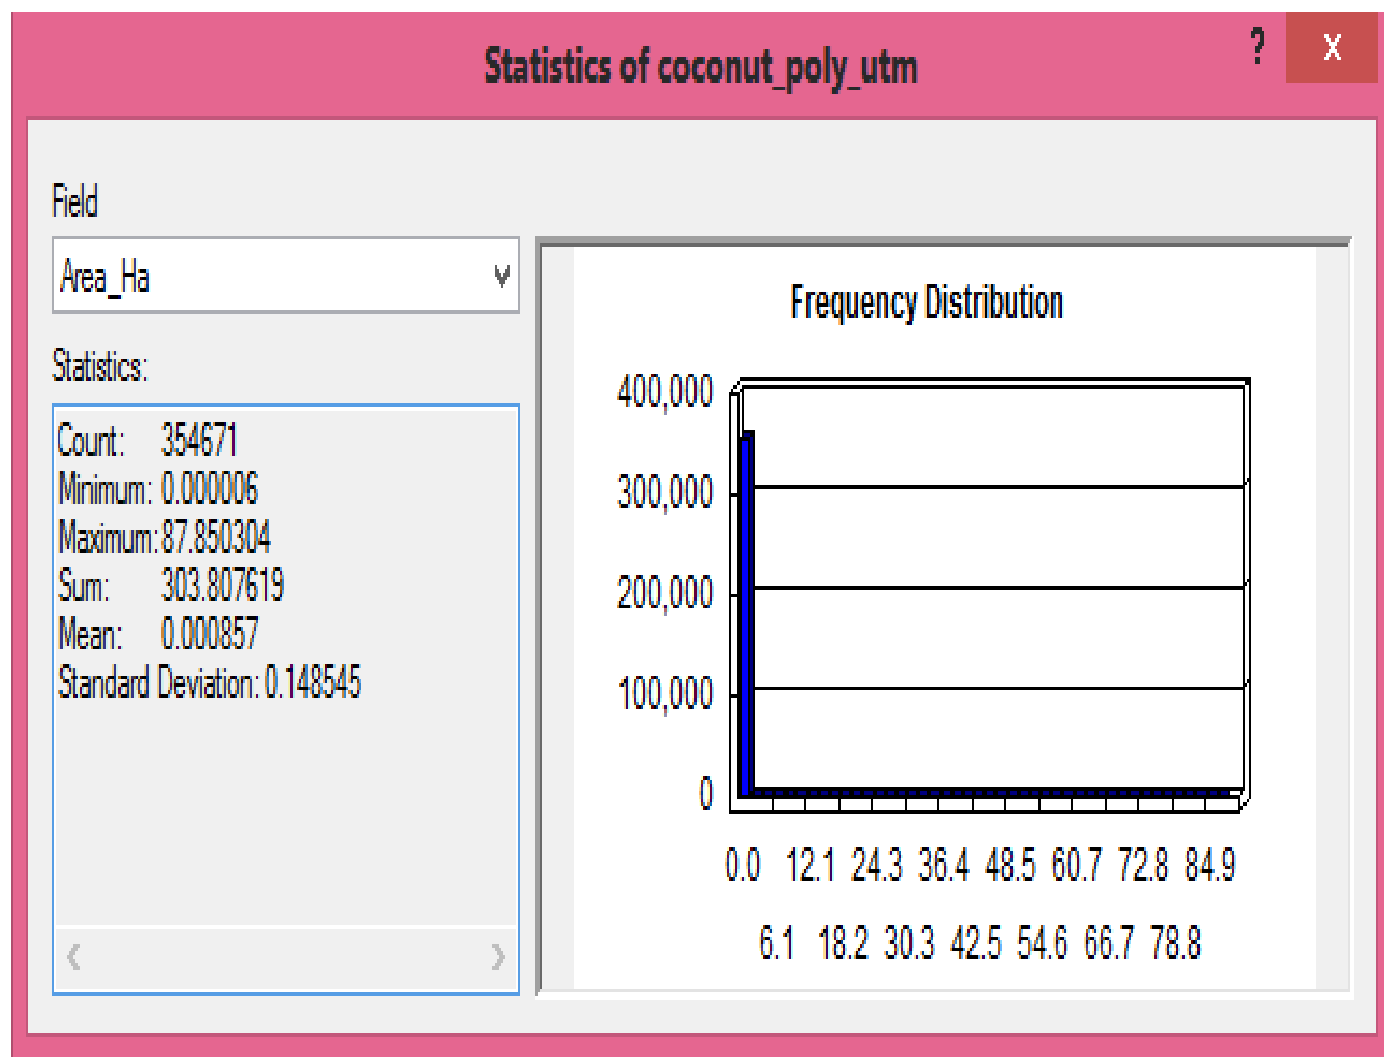 Statistics of coconut_poly_utm
? x
Field
Area_Ha
Statistics:
Count: 354671
Minimum: 0.000006
Maximum: 87.850304
Sum: 303.807619
Mean: 0.000857
Standard Deviation: 0.148545
Frequency Distribution
400,000
300,000
200,000
100,000
0
0.0 12.1 24.3 36.4 48.5 60.7 72.8 84.9
6.1 18.2 30.3 42.5 54.6 66.7 78.8